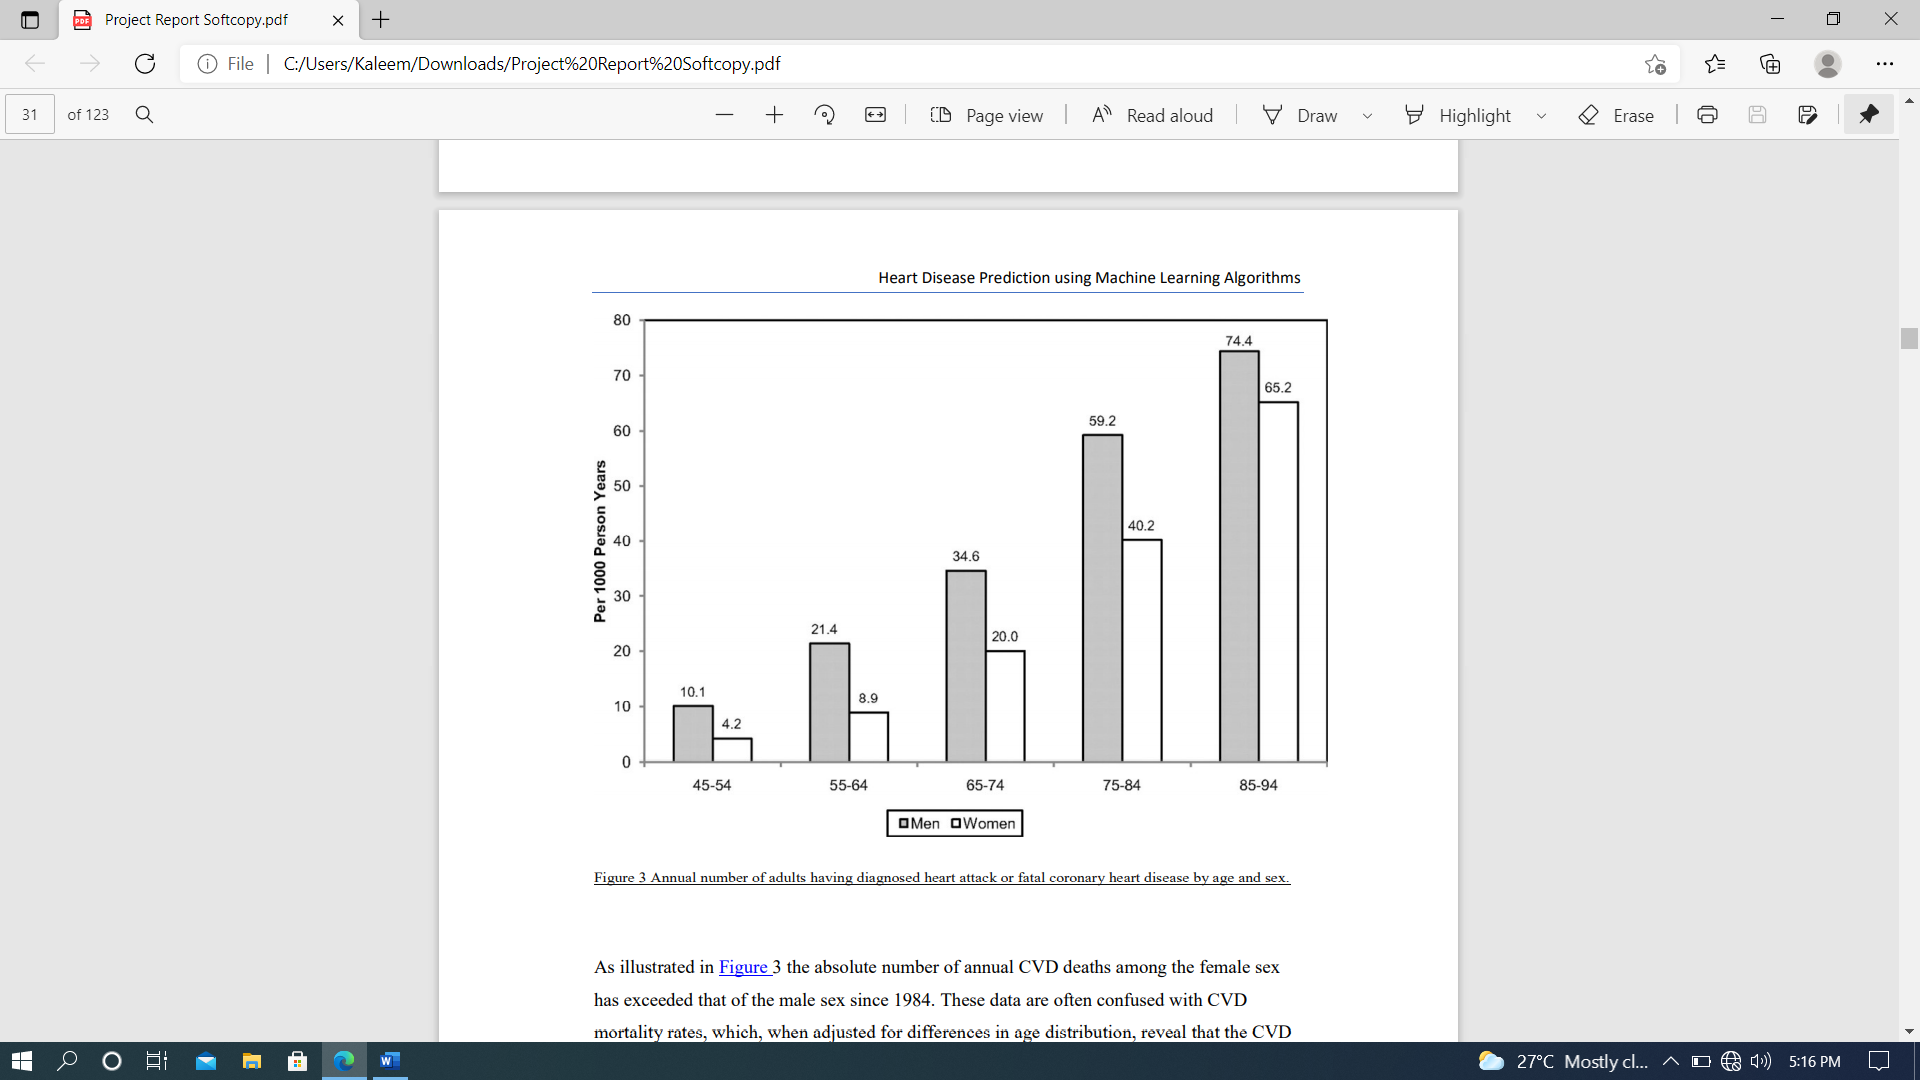 Project Report Softcopy.pdf
File
C:/Users/Kaleem/Downloads/Project%20Report%20Softcopy.pdf
31 of 123
Page view
Read aloud
Draw
Highlight
Erase
Heart Disease Prediction using Machine Learning Algorithms
Per 1000 Person Years
80
70
60
50
40
30
20
10
0
10.1
4.2
21.4
8.9
34.6
20.0
59.2
40.2
74.4
65.2
45-54
55-64
65-74
75-84
85-94
Men Women
Figure 3 Annual number of adults having diagnosed heart attack or fatal coronary heart disease by age and sex.
As illustrated in Figure 3 the absolute number of annual CVD deaths among the female sex
has exceeded that of the male sex since 1984. These data are often confused with CVD
mortality rates, which, when adjusted for differences in age distribution, reveal that the CVD
27°C Mostly cl...
5:16 PM